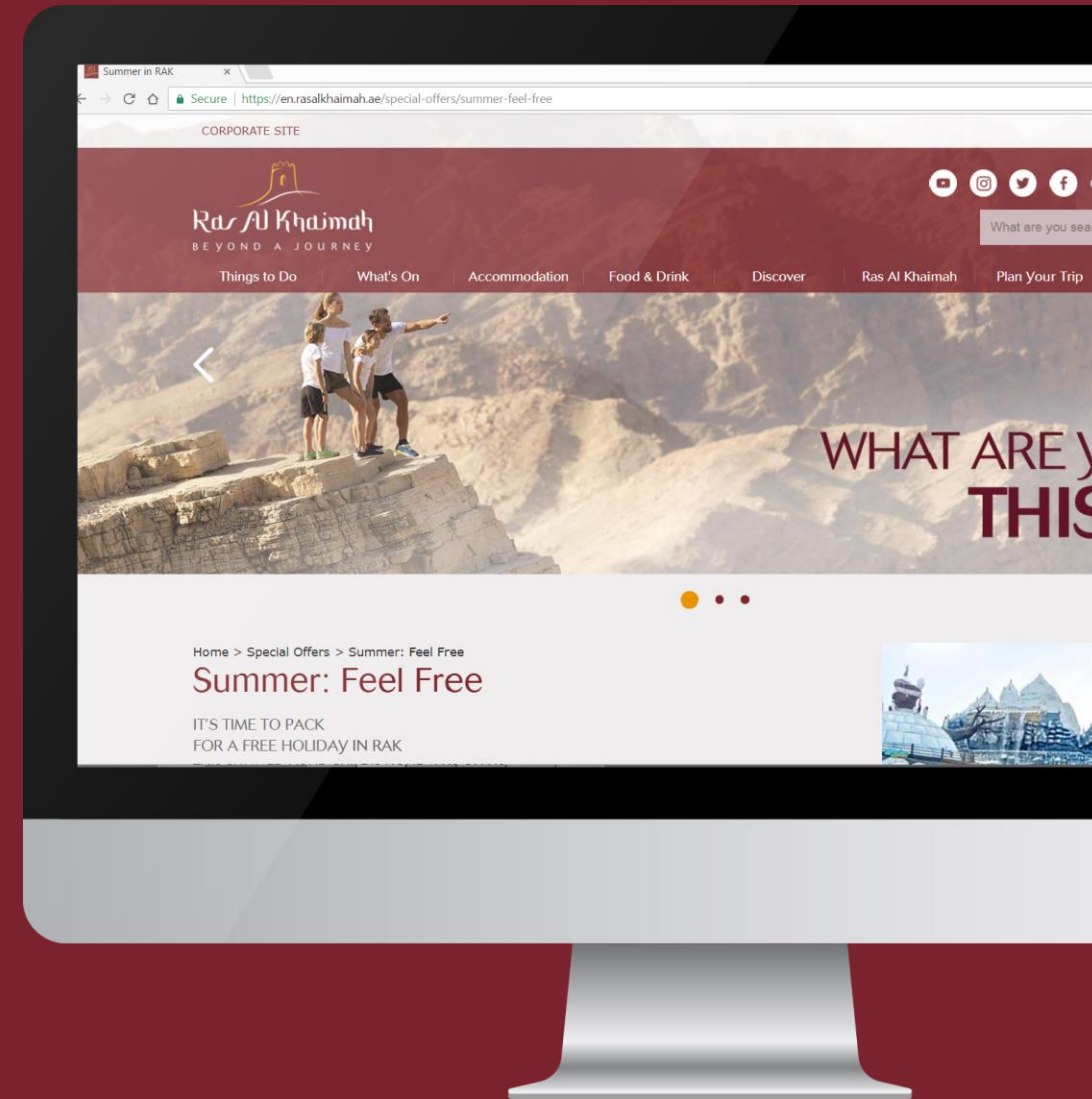 Summer in RAK
Secure | https://en.rasalkhaimah.ae/special-offers/summer-feel-free
CORPORATE SITE
Ras Al Khaimah
BEYOND A JOURNEY
What are you
Things to Do What's On Accommodation Food & Drink Discover Ras Al Khaimah Plan Your Trip
WHAT ARE
THIS
Home > Special Offers > Summer: Feel Free
Summer: Feel Free
IT'S TIME TO PACK
FOR A FREE HOLIDAY IN RAK